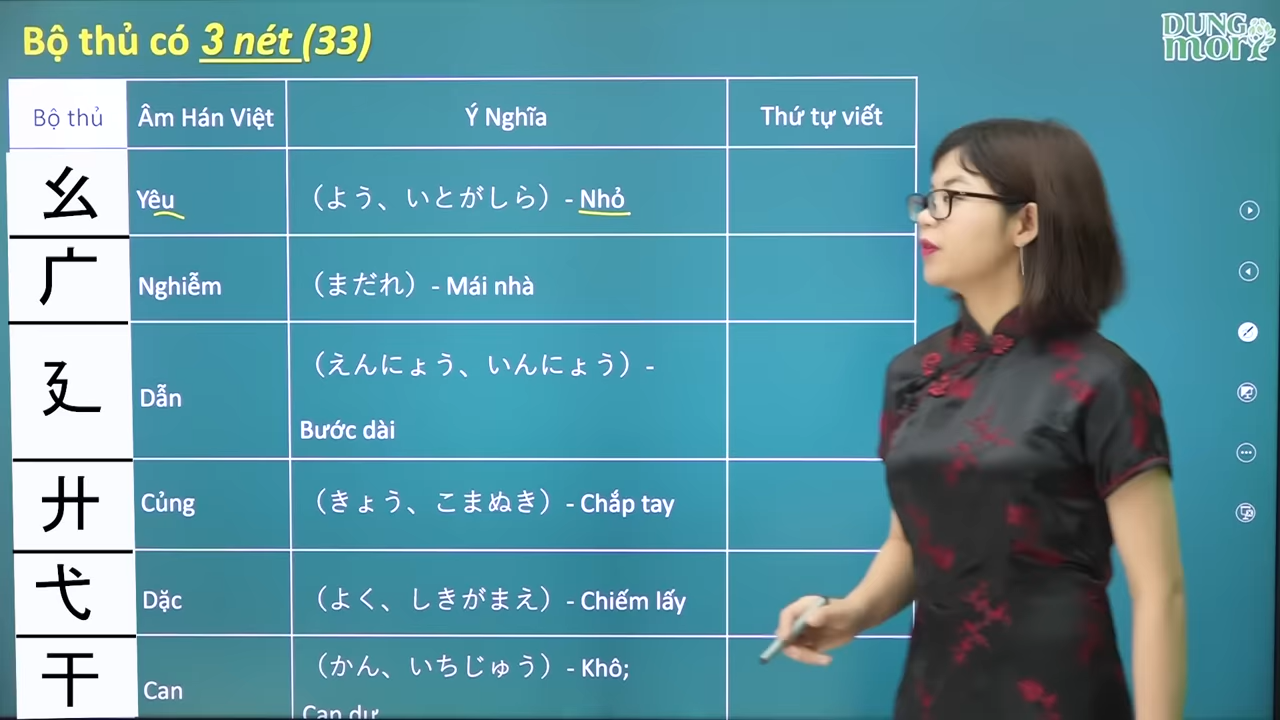 Bộ thủ có 3 nét (33)
DUNG
mori
Bộ thủ
Âm Hán Việt
Ý Nghĩa
Thứ tự viết
幺
Yêu
（よう、いとがしら）- Nhỏ
广
Nghiễm
（まだれ）- Mái nhà
廴
Dẫn
（えんにょう、いんにょう）-
Bước dài
廾
Củng
（きょう、こまぬき）- Chắp tay
弋
Dặc
（よく、しきがまえ）- Chiếm lấy
干
Can
（かん、いちじゅう）- Khô;
Can dự